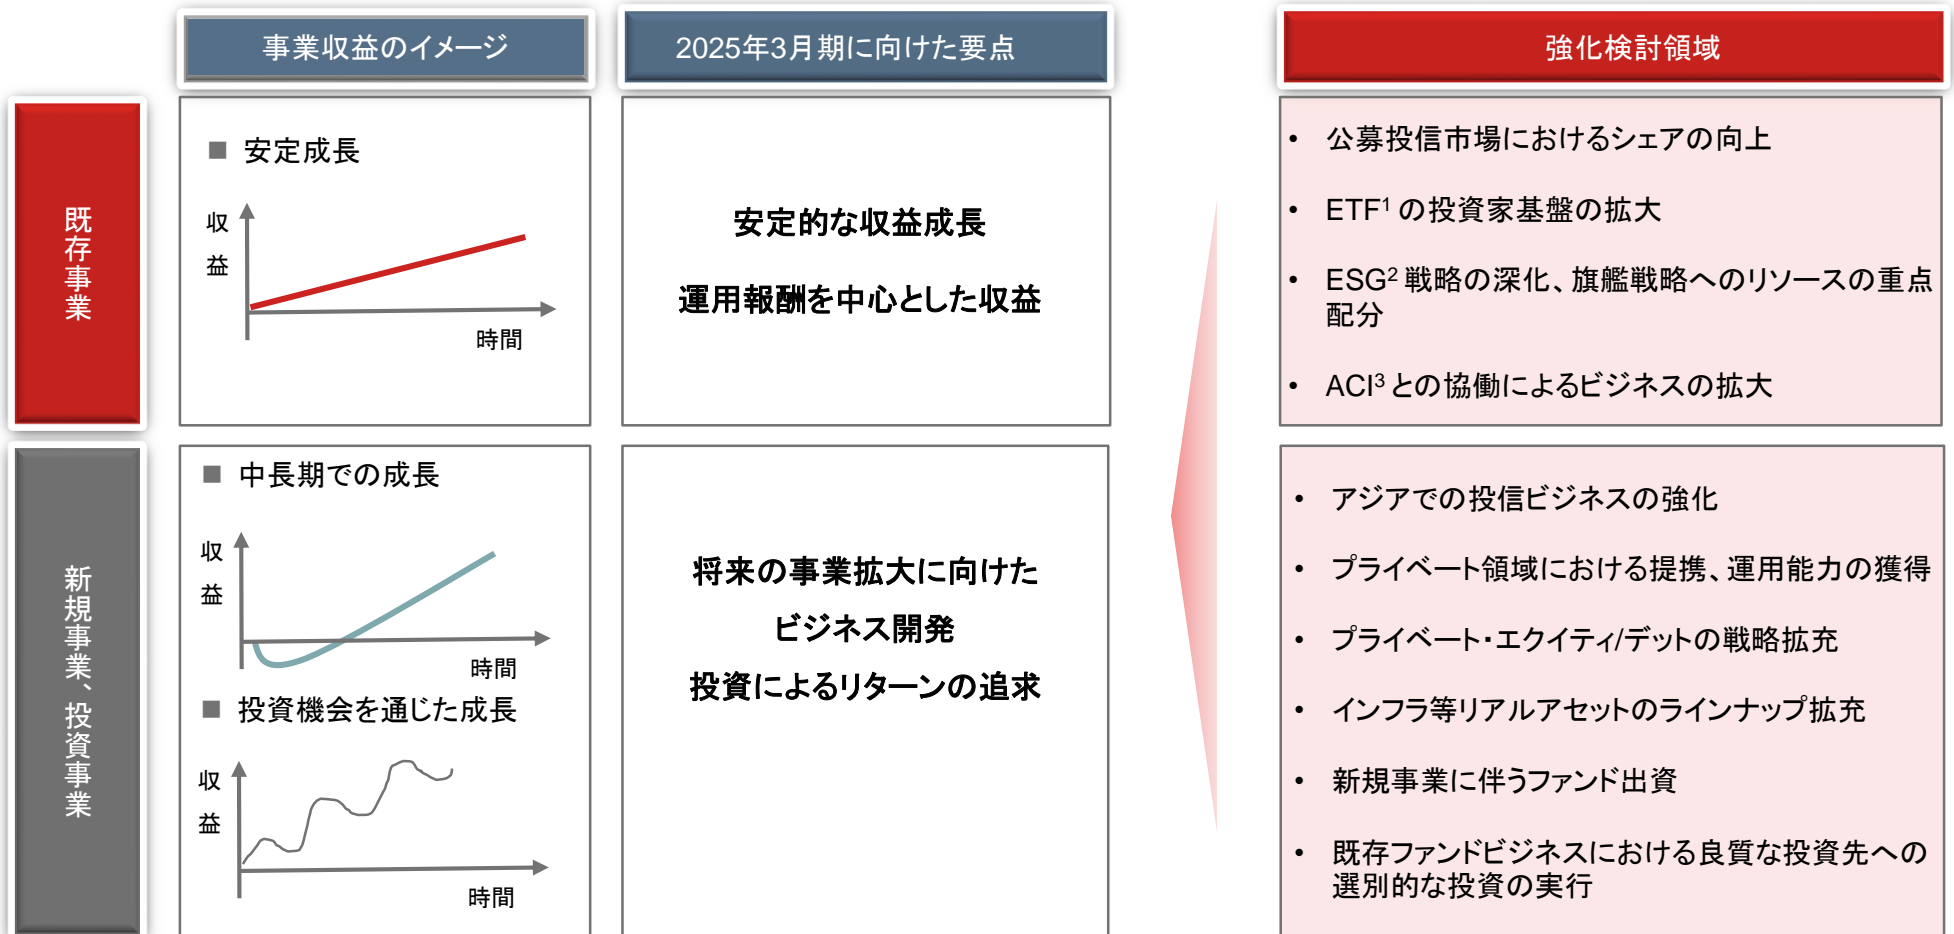 事業収益のイメージ
2025年3月期に向けた要点
強化検討領域
既存事業
■ 安定成長
収益
時間
安定的な収益成長
運用報酬を中心とした収益
• 公募投信市場におけるシェアの向上
• ETF¹ の投資家基盤の拡大
• ESG² 戦略の深化、旗艦戦略へのリソースの重点
配分
• ACI³ との協働によるビジネスの拡大
新規事業、投資事業
■ 中長期での成長
収益
時間
■ 投資機会を通じた成長
収益
時間
将来の事業拡大に向けた
ビジネス開発
投資によるリターンの追求
• アジアでの投信ビジネスの強化
• プライベート領域における提携、運用能力の獲得
• プライベート・エクイティ/デットの戦略拡充
• インフラ等リアルアセットのラインナップ拡充
• 新規事業に伴うファンド出資
• 既存ファンドビジネスにおける良質な投資先への
選別的な投資の実行